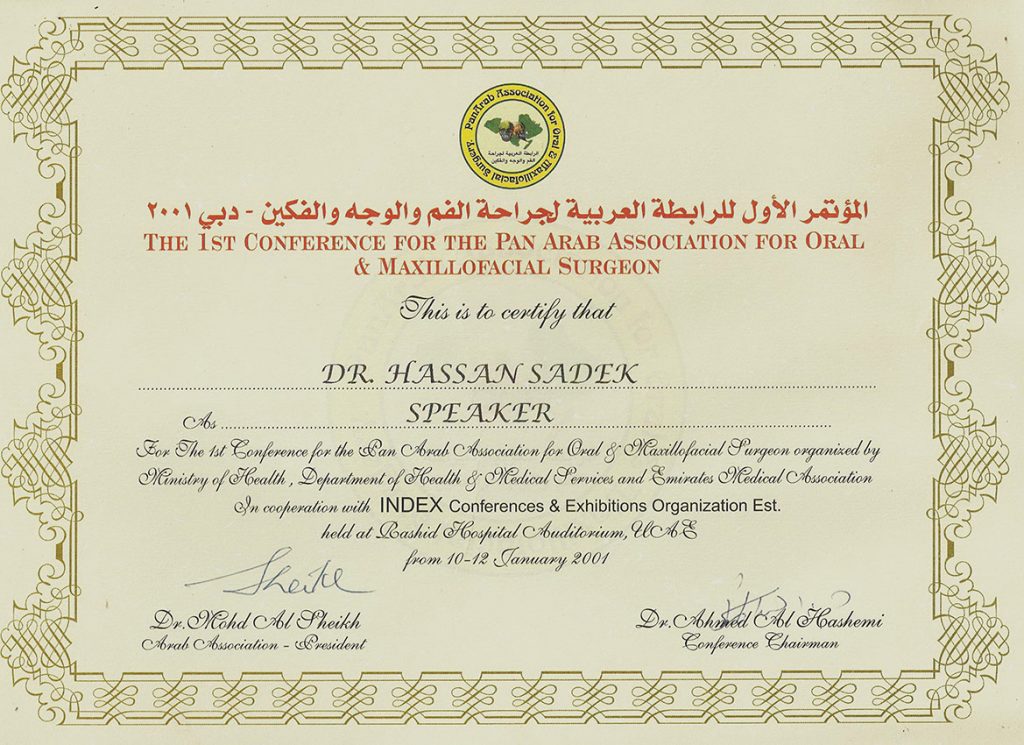 PanArab Association for Oral & Maxillofacial Surgery.
الرابطة العربية لجراحة
الفم والوجه والفكين
المؤتمر الأول للرابطة العربية لجراحة الفم والوجه والفكين - دبي ٢٠٠١
THE 1ST CONFERENCE FOR THE PAN ARAB ASSOCIATION FOR ORAL
& MAXILLOFACIAL SURGEON
This is to certify that
DR. HASSAN SADEK
As SPEAKER
For The 1st Conference for the Pan Arab Association for Oral & Maxillofacial Surgeon organized by
Ministry of Health , Department of Health & Medical Services and Emirates Medical Association
In cooperation with INDEX Conferences & Exhibitions Organization Est.
held at Rashid Hospital Auditorium, UAE
from 10-12 January 2001
Dr. Mohd Al Sheikh
Arab Association - President
Dr. Ahmed Al Hashemi
Conference Chairman